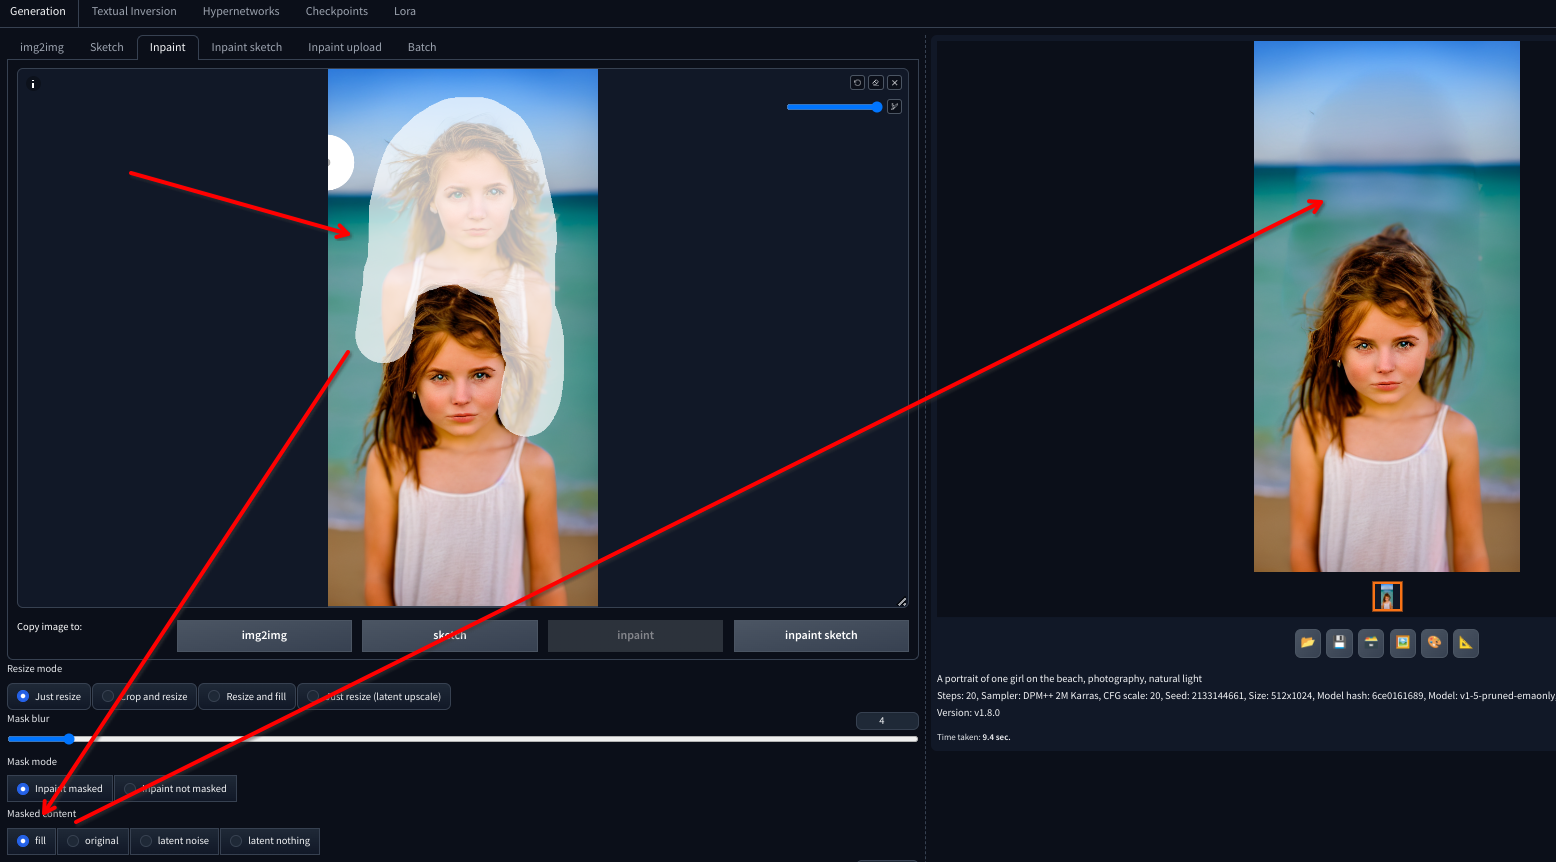 Generation Textual Inversion Hypernetworks Checkpoints Lora
img2img Sketch Inpaint Inpaint sketch Inpaint upload Batch
i
Copy image to:
img2img sketch inpaint inpaint sketch
Resize mode
Just resize Crop and resize Resize and fill Just resize (latent upscale)
Mask blur
4
Mask mode
Inpaint masked Inpaint not masked
Masked content
fill original latent noise latent nothing
A portrait of one girl on the beach, photography, natural light
Steps: 20, Sampler: DPM++ 2M Karras, CFG scale: 20, Seed: 2133144661, Size: 512x1024, Model hash: 6ce0161689, Model: v1-5-pruned-emaonly,
Version: v1.8.0
Time taken: 9.4 sec.